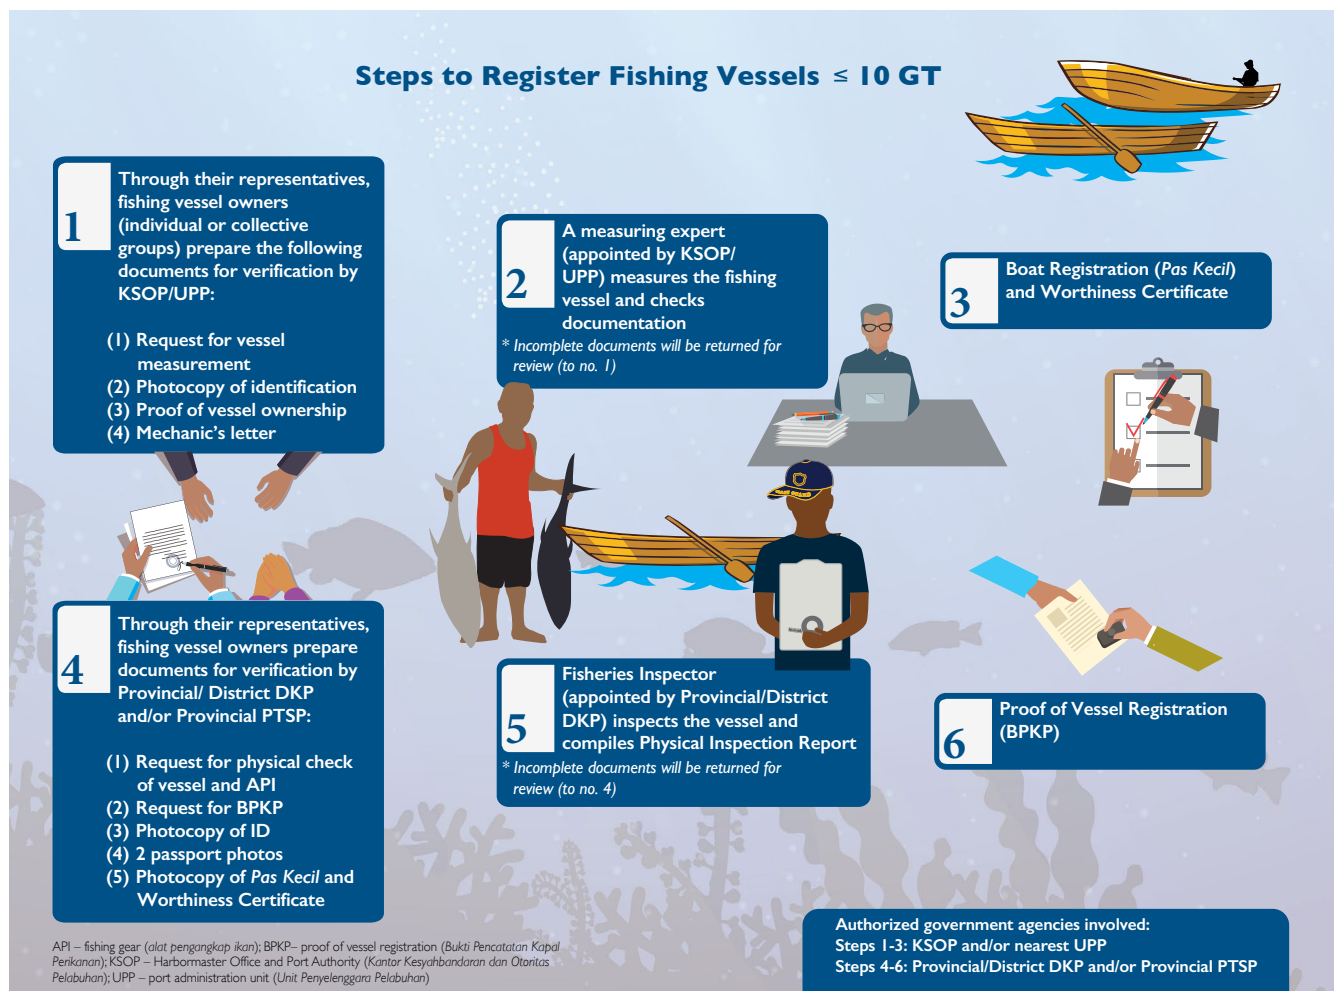 Steps to Register Fishing Vessels ≤ 10 GT
1
Through their representatives,
fishing vessel owners
(individual or collective
groups) prepare the following
documents for verification by
KSOP/UPP:
(1) Request for vessel
measurement
(2) Photocopy of identification
(3) Proof of vessel ownership
(4) Mechanic's letter
2
A measuring expert
(appointed by KSOP/
UPP) measures the fishing
vessel and checks
documentation
* Incomplete documents will be returned for
review (to no. 1)
3
Boat Registration (Pas Kecil)
and Worthiness Certificate
COAST GUARD
4
Through their representatives,
fishing vessel owners prepare
documents for verification by
Provincial/ District DKP
and/or Provincial PTSP:
(1) Request for physical check
of vessel and API
(2) Request for BPKP
(3) Photocopy of ID
(4) 2 passport photos
(5) Photocopy of Pas Kecil and
Worthiness Certificate
5
Fisheries Inspector
(appointed by Provincial/District
DKP) inspects the vessel and
compiles Physical Inspection Report
* Incomplete documents will be returned for
review (to no. 4)
6
Proof of Vessel Registration
(BPKP)
API – fishing gear (alat pengangkap ikan); BPKP– proof of vessel registration (Bukti Pencatatan Kapal
Perikanan); KSOP – Harbormaster Office and Port Authority (Kantor Kesyahbandaran dan Otoritas
Pelabuhan); UPP – port administration unit (Unit Penyelenggara Pelabuhan)
Authorized government agencies involved:
Steps 1-3: KSOP and/or nearest UPP
Steps 4-6: Provincial/District DKP and/or Provincial PTSP